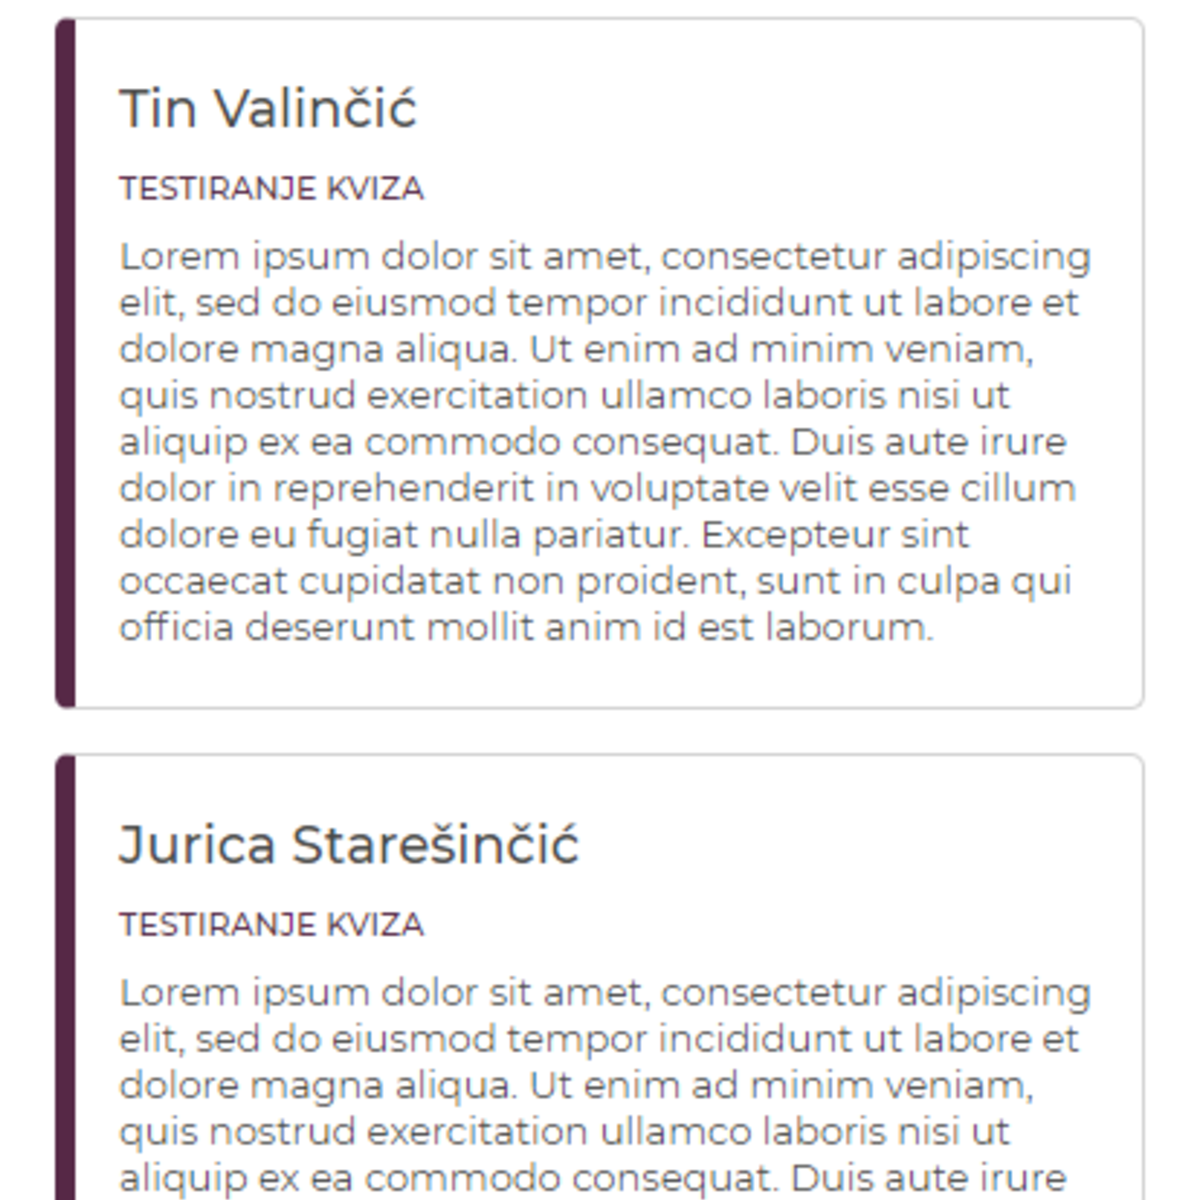 Tin Valinčić
TESTIRANJE KVIZA
Lorem ipsum dolor sit amet, consectetur adipiscing
elit, sed do eiusmod tempor incididunt ut labore et
dolore magna aliqua. Ut enim ad minim veniam,
quis nostrud exercitation ullamco laboris nisi ut
aliquip ex ea commodo consequat. Duis aute irure
dolor in reprehenderit in voluptate velit esse cillum
dolore eu fugiat nulla pariatur. Excepteur sint
occaecat cupidatat non proident, sunt in culpa qui
officia deserunt mollit anim id est laborum.
Jurica Starešinčić
TESTIRANJE KVIZA
Lorem ipsum dolor sit amet, consectetur adipiscing
elit, sed do eiusmod tempor incididunt ut labore et
dolore magna aliqua. Ut enim ad minim veniam,
quis nostrud exercitation ullamco laboris nisi ut
aliquip ex ea commodo consequat. Duis aute irure